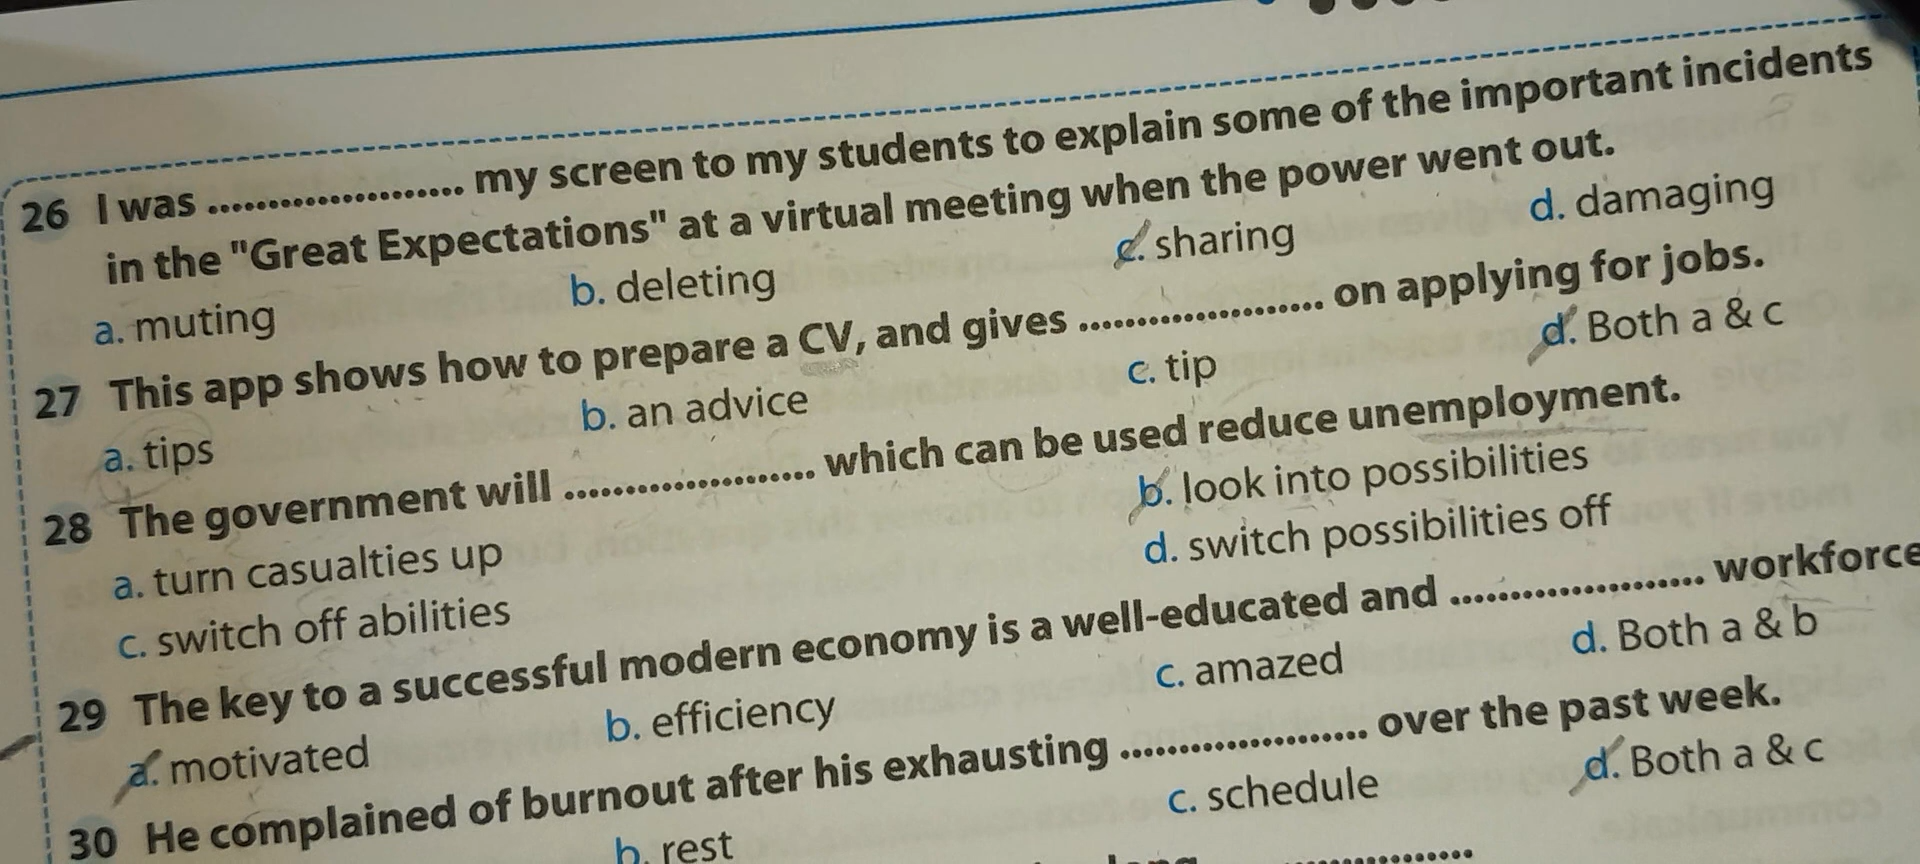 26 I was ..................... my screen to my students to explain some of the important incidents
in the "Great Expectations" at a virtual meeting when the power went out.
a. muting b. deleting c. sharing d. damaging
27 This app shows how to prepare a CV, and gives ..................... on applying for jobs.
a. tips b. an advice c. tip d. Both a & c
28 The government will ..................... which can be used reduce unemployment.
a. turn casualties up b. look into possibilities
c. switch off abilities d. switch possibilities off
29 The key to a successful modern economy is a well-educated and ..................... workforce
a. motivated b. efficiency c. amazed d. Both a & b
30 He complained of burnout after his exhausting ..................... over the past week.
b. rest c. schedule d. Both a & c